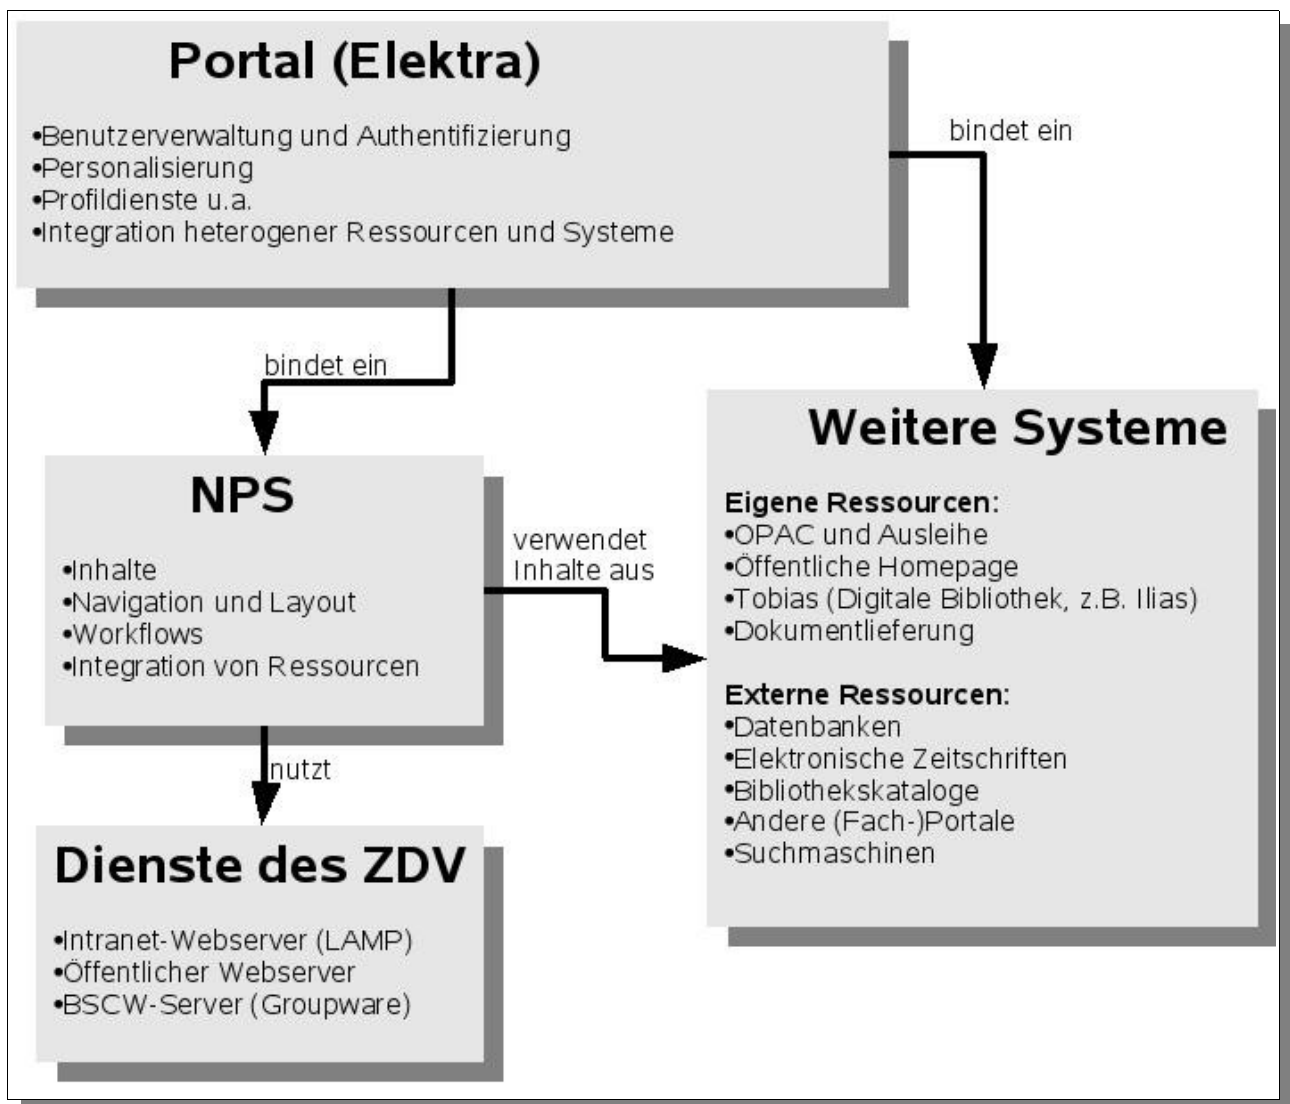 Portal (Elektra)
•Benutzerverwaltung und Authentifizierung
•Personalisierung
•Profildienste u.a.
•Integration heterogener Ressourcen und Systeme
bindet ein
bindet ein
NPS
•Inhalte
•Navigation und Layout
•Workflows
•Integration von Ressourcen
verwendet
Inhalte aus
Weitere Systeme
Eigene Ressourcen:
•OPAC und Ausleihe
•Öffentliche Homepage
•Tobias (Digitale Bibliothek, z.B. Ilias)
•Dokumentlieferung
Externe Ressourcen:
•Datenbanken
•Elektronische Zeitschriften
•Bibliothekskataloge
•Andere (Fach-)Portale
•Suchmaschinen
nutzt
Dienste des ZDV
•Intranet-Webserver (LAMP)
•Öffentlicher Webserver
•BSCW-Server (Groupware)